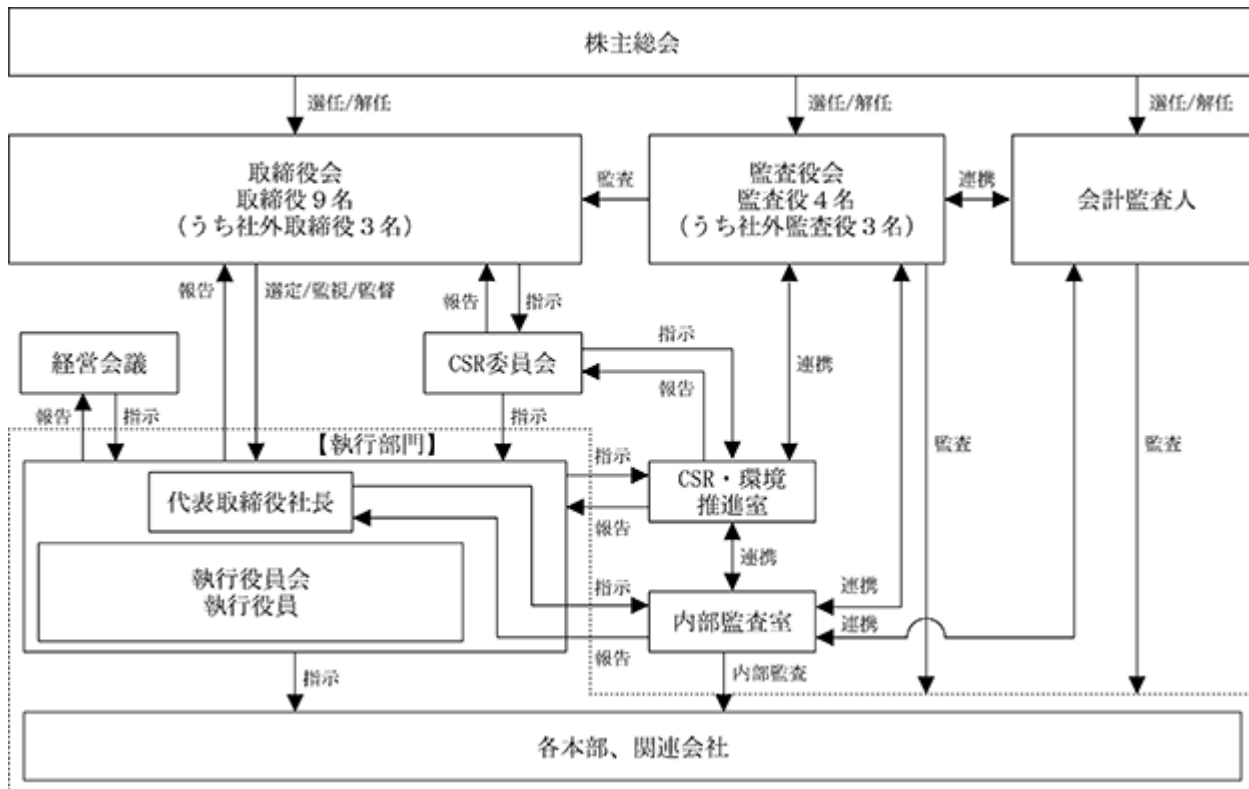 株主総会
選任/解任
選任/解任
選任/解任
取締役会
取締役９名
(うち社外取締役３名)
監査
監査役会
監査役４名
(うち社外監査役３名)
連携
会計監査人
報告
選定/監視/監督
報告
指示
経営会議
CSR委員会
指示
報告
連携
報告
指示
指示
監査
監査
【執行部門】
代表取締役社長
執行役員会
執行役員
指示
報告
CSR・環境
推進室
連携
指示
報告
内部監査室
連携
連携
指示
内部監査
各本部、関連会社